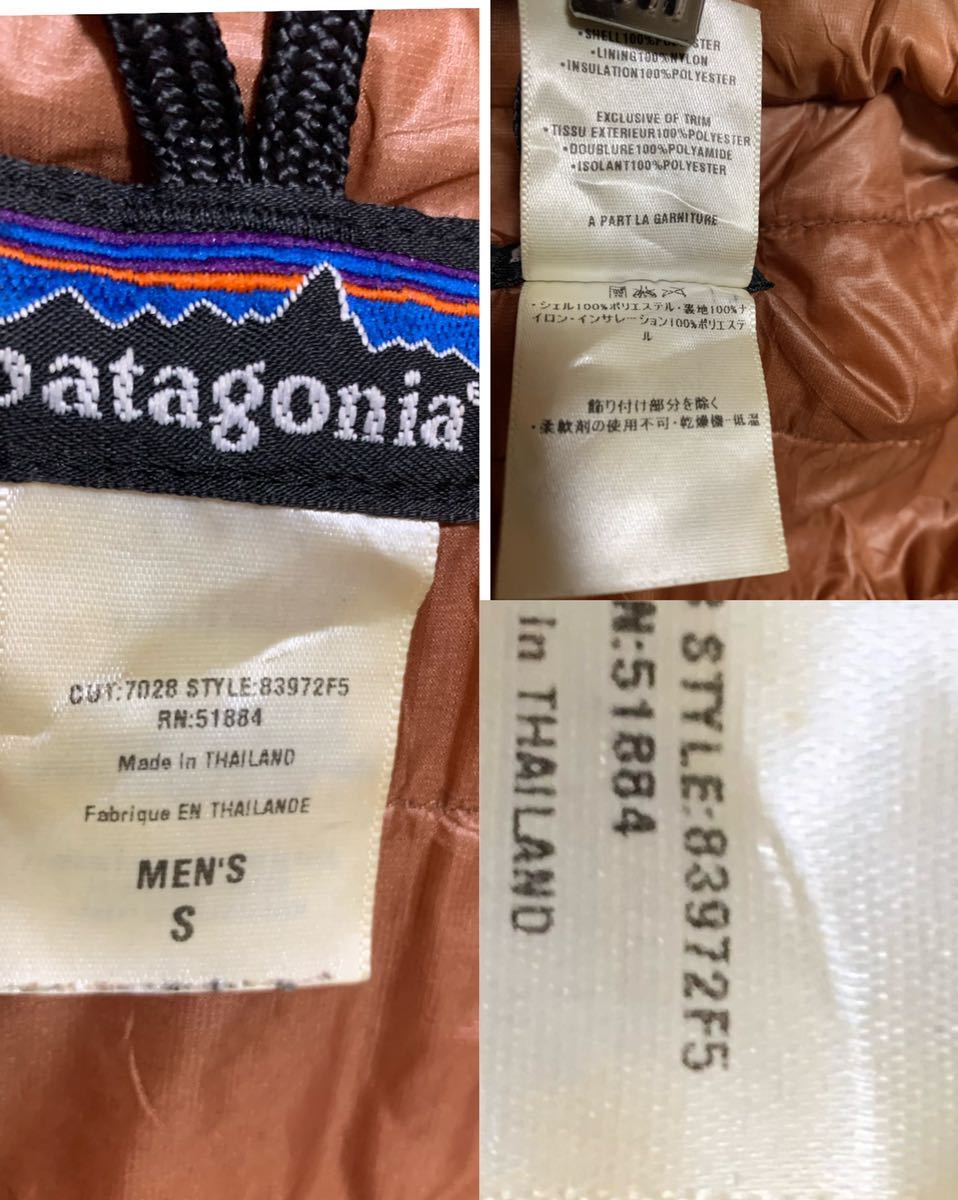 patagonia
CUT:7028 STYLE:83972F5
RN:51884
Made in THAILAND
Fabrique EN THAILANDE
MEN'S
S
•SHELL100%POLYESTER
•LINING100%NYLON
•INSULATION100%POLYESTER
EXCLUSIVE OF TRIM
•TISSU EXTERIEUR100%POLYESTER
•DOUBLURE100%POLYAMIDE
•ISOLANT100%POLYESTER
A PART LA GARNITURE
・シェル100%ポリエステル・裏地100%ナ
イロン・インサレーション100%ポリエステ
ル
飾り付け部分を除く
・柔軟剤の使用不可・乾燥機-低温
STYLE:83972F5
N:51884
in THAILAND